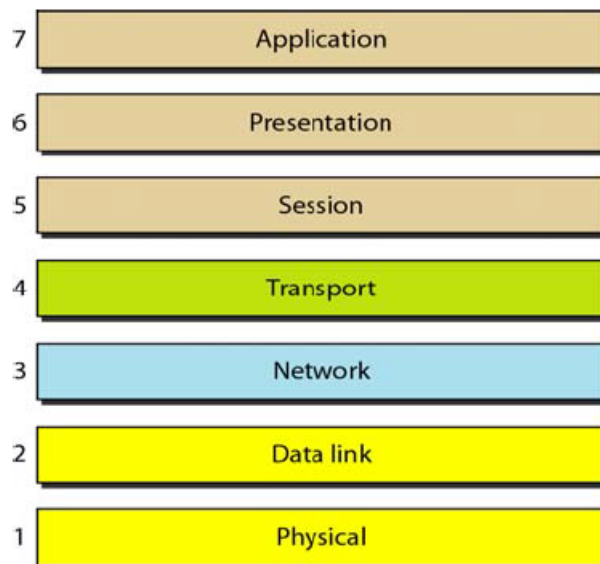 7 Application
6 Presentation
5 Session
4 Transport
3 Network
2 Data link
1 Physical